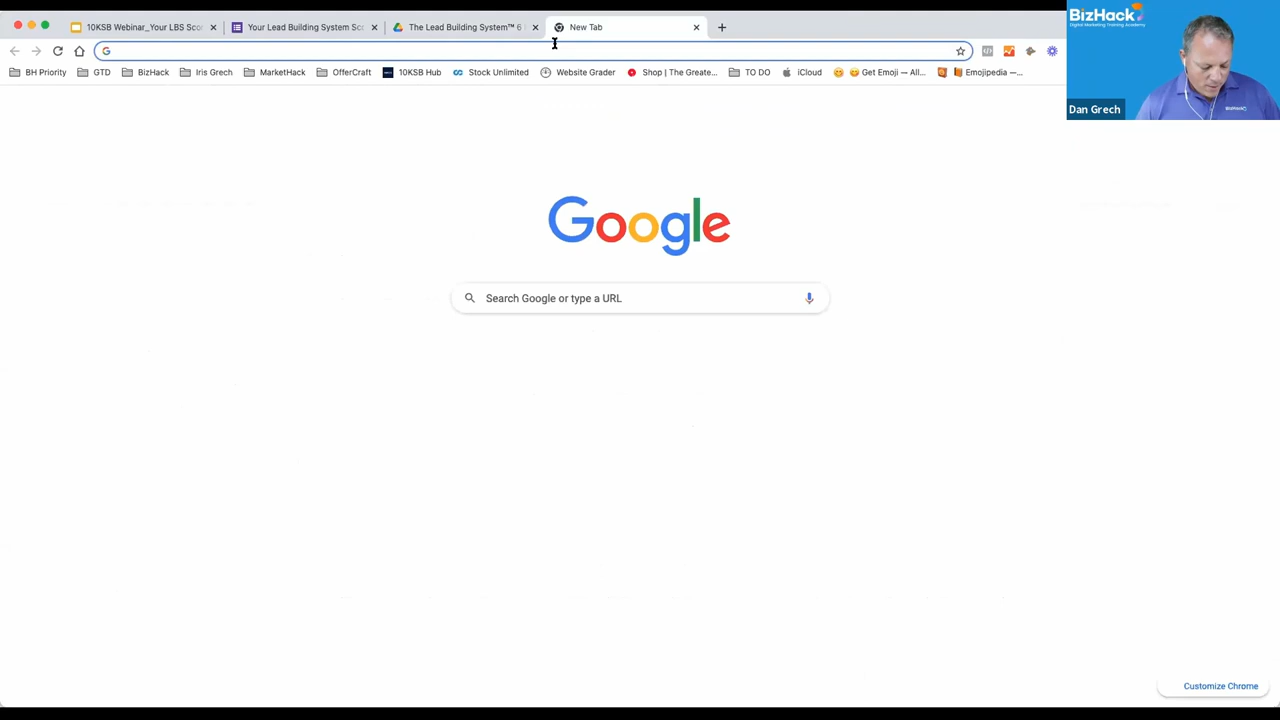 10KSB Webinar_Your LBS Scor
Your Lead Building System Sco
The Lead Building System™ 6
New Tab
BH Priority
GTD
BizHack
Iris Grech
MarketHack
OfferCraft
10KSB Hub
Stock Unlimited
Website Grader
Shop | The Greate...
TO DO
iCloud
Get Emoji — All...
Emojipedia —...
BizHack
Digital Marketing Training Academy
BizHack
Dan Grech
Google
Search Google or type a URL
Customize Chrome